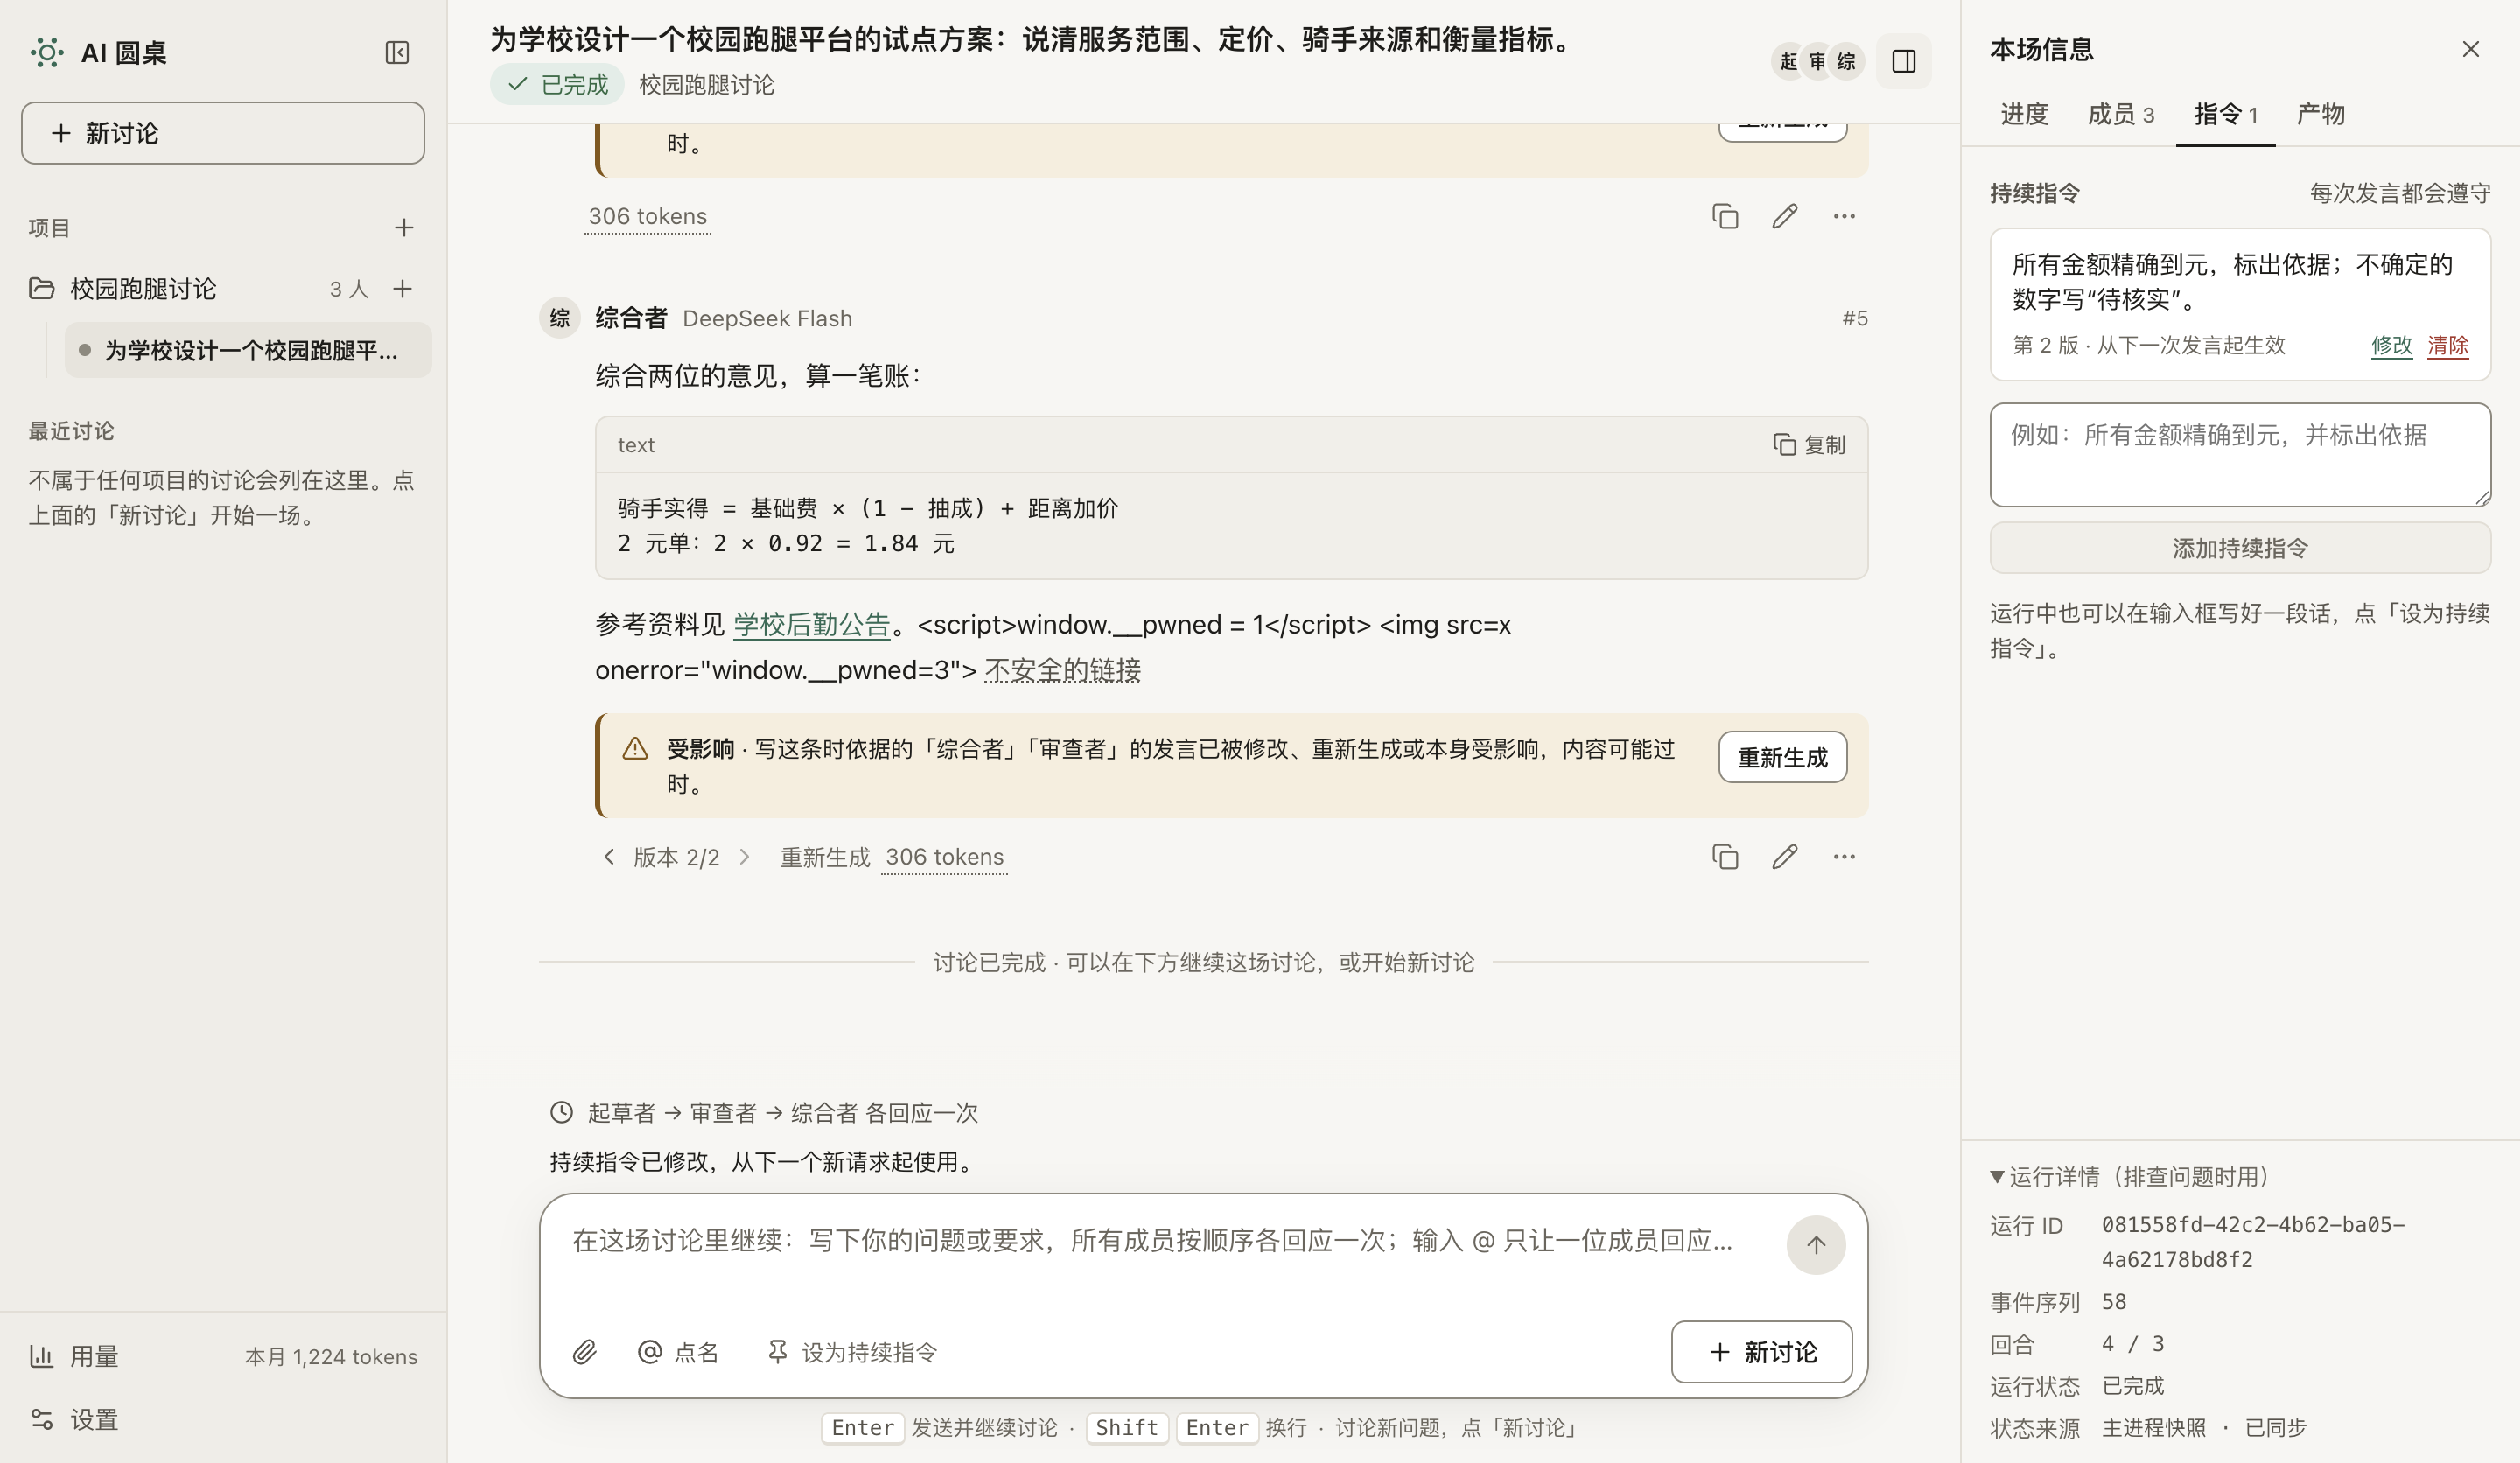 AI 圆桌
新讨论
项目
校园跑腿讨论 3 人
为学校设计一个校园跑腿平...
最近讨论
不属于任何项目的讨论会列在这里。点
上面的「新讨论」开始一场。
用量 本月 1,224 tokens
设置
为学校设计一个校园跑腿平台的试点方案：说清服务范围、定价、骑手来源和衡量指标。
已完成 校园跑腿讨论
起 审 综
时。
306 tokens
综 综合者 DeepSeek Flash #5
综合两位的意见，算一笔账：
text 复制
骑手实得 = 基础费 × (1 − 抽成) + 距离加价
2 元单：2 × 0.92 = 1.84 元
参考资料见 学校后勤公告。<script>window.__pwned = 1</script> <img src=x
onerror="window.__pwned=3"> 不安全的链接
受影响 · 写这条时依据的「综合者」「审查者」的发言已被修改、重新生成或本身受影响，内容可能过
时。
重新生成
版本 2/2 重新生成 306 tokens
讨论已完成 · 可以在下方继续这场讨论，或开始新讨论
起草者 → 审查者 → 综合者 各回应一次
持续指令已修改，从下一个新请求起使用。
在这场讨论里继续：写下你的问题或要求，所有成员按顺序各回应一次；输入 @ 只让一位成员回应...
点名 设为持续指令 新讨论
Enter 发送并继续讨论 · Shift Enter 换行 · 讨论新问题，点「新讨论」
本场信息
进度 成员 3 指令 1 产物
持续指令 每次发言都会遵守
所有金额精确到元，标出依据；不确定的
数字写“待核实”。
第 2 版 · 从下一次发言起生效 修改 清除
例如：所有金额精确到元，并标出依据
添加持续指令
运行中也可以在输入框写好一段话，点「设为持续
指令」。
运行详情（排查问题时用）
运行 ID 081558fd-42c2-4b62-ba05-
4a62178bd8f2
事件序列 58
回合 4 / 3
运行状态 已完成
状态来源 主进程快照 · 已同步